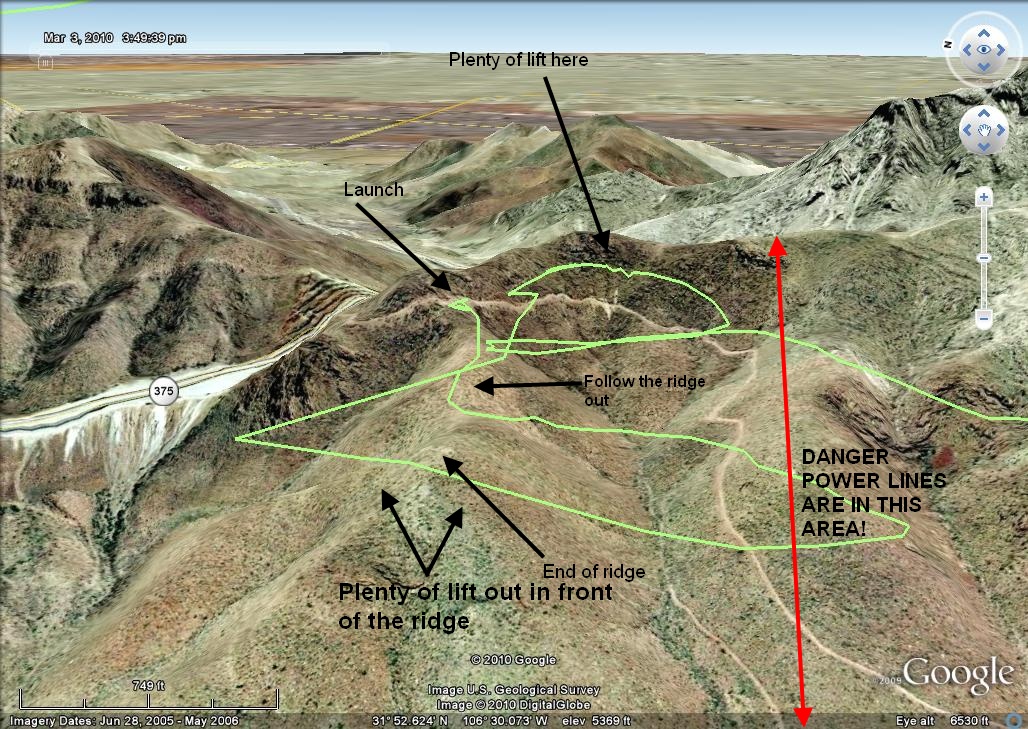 Mar 3, 2010 3:49:39 pm
N
Plenty of lift here
Launch
375
Follow the ridge
out
DANGER
POWER LINES
ARE IN THIS
AREA!
End of ridge
Plenty of lift out in front
of the ridge
© 2010 Google
©2009 Google
749 ft
Image U.S. Geological Survey
Image © 2010 DigitalGlobe
Imagery Dates: Jun 28, 2005 - May 2006
31° 52.624' N 106° 30.073' W elev 5369 ft
Eye alt 6530 ft